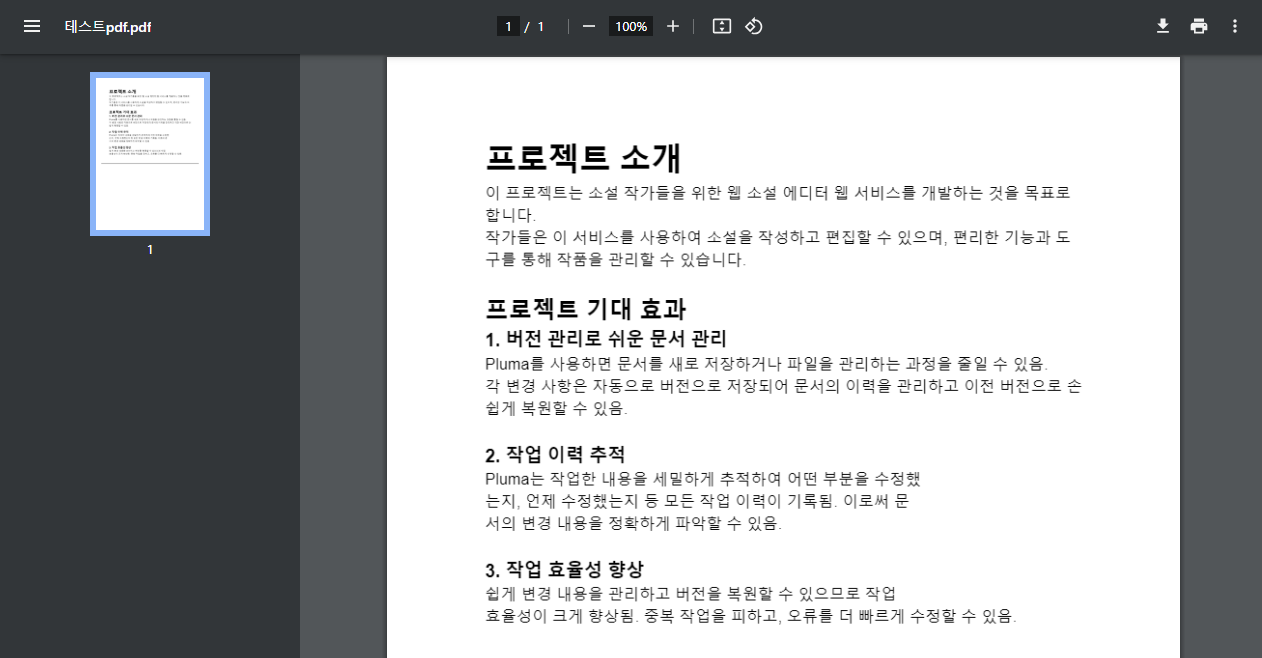 테스트pdf.pdf
1 / 1
100%
1
프로젝트 소개
이 프로젝트는 소설 작가들을 위한 웹 소설 에디터 웹 서비스를 개발하는 것을 목표로
합니다.
작가들은 이 서비스를 사용하여 소설을 작성하고 편집할 수 있으며, 편리한 기능과 도
구를 통해 작품을 관리할 수 있습니다.
프로젝트 기대 효과
1. 버전 관리로 쉬운 문서 관리
Pluma를 사용하면 문서를 새로 저장하거나 파일을 관리하는 과정을 줄일 수 있음.
각 변경 사항은 자동으로 버전으로 저장되어 문서의 이력을 관리하고 이전 버전으로 손
쉽게 복원할 수 있음.
2. 작업 이력 추적
Pluma는 작업한 내용을 세밀하게 추적하여 어떤 부분을 수정했
는지, 언제 수정했는지 등 모든 작업 이력이 기록됨. 이로써 문
서의 변경 내용을 정확하게 파악할 수 있음.
3. 작업 효율성 향상
쉽게 변경 내용을 관리하고 버전을 복원할 수 있으므로 작업
효율성이 크게 향상됨. 중복 작업을 피하고, 오류를 더 빠르게 수정할 수 있음.